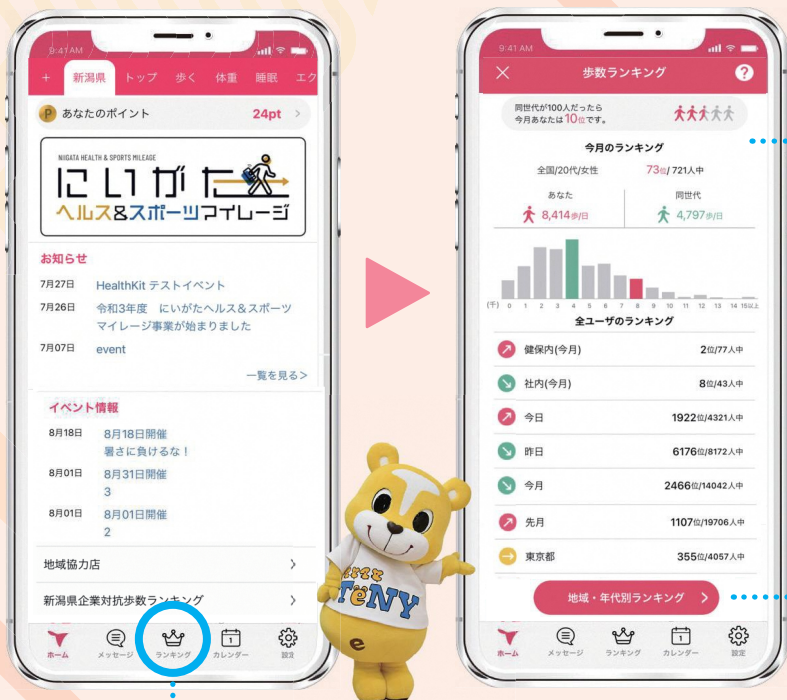 9:41 AM
+ 新潟県 トップ 歩く 体重 睡眠 エク
P あなたのポイント 24pt >
NIIGATA HEALTH & SPORTS MILEAGE
にいがた
ヘルス&スポーツマイレージ
お知らせ
7月27日 HealthKit テストイベント
7月26日 令和3年度 にいがたヘルス&スポーツ
マイレージ事業が始まりました
7月07日 event
一覧を見る>
イベント情報
8月18日 8月18日開催
暑さに負けるな!
8月01日 8月31日開催
3
8月01日 8月01日開催
2
地域協力店 >
新潟県企業対抗歩数ランキング >
ホーム メッセージ ランキング カレンダー 設定
TeNY
e
9:41 AM
× 歩数ランキング ?
同世代が100人だったら
今月あなたは10位です。
今月のランキング
全国/20代/女性 73位/ 721人中
あなた 同世代
8,414歩/日 4,797歩/日
(千) 0 1 2 3 4 5 6 7 8 9 10 11 12 13 14 15以上
全ユーザのランキング
健保内(今月) 2位/77人中
社内(今月) 8位/43人中
今日 1922位/4321人中
昨日 6176位/8172人中
今月 2466位/14042人中
先月 1107位/19706人中
東京都 355位/4057人中
地域・年代別ランキング >
ホーム メッセージ ランキング カレンダー 設定